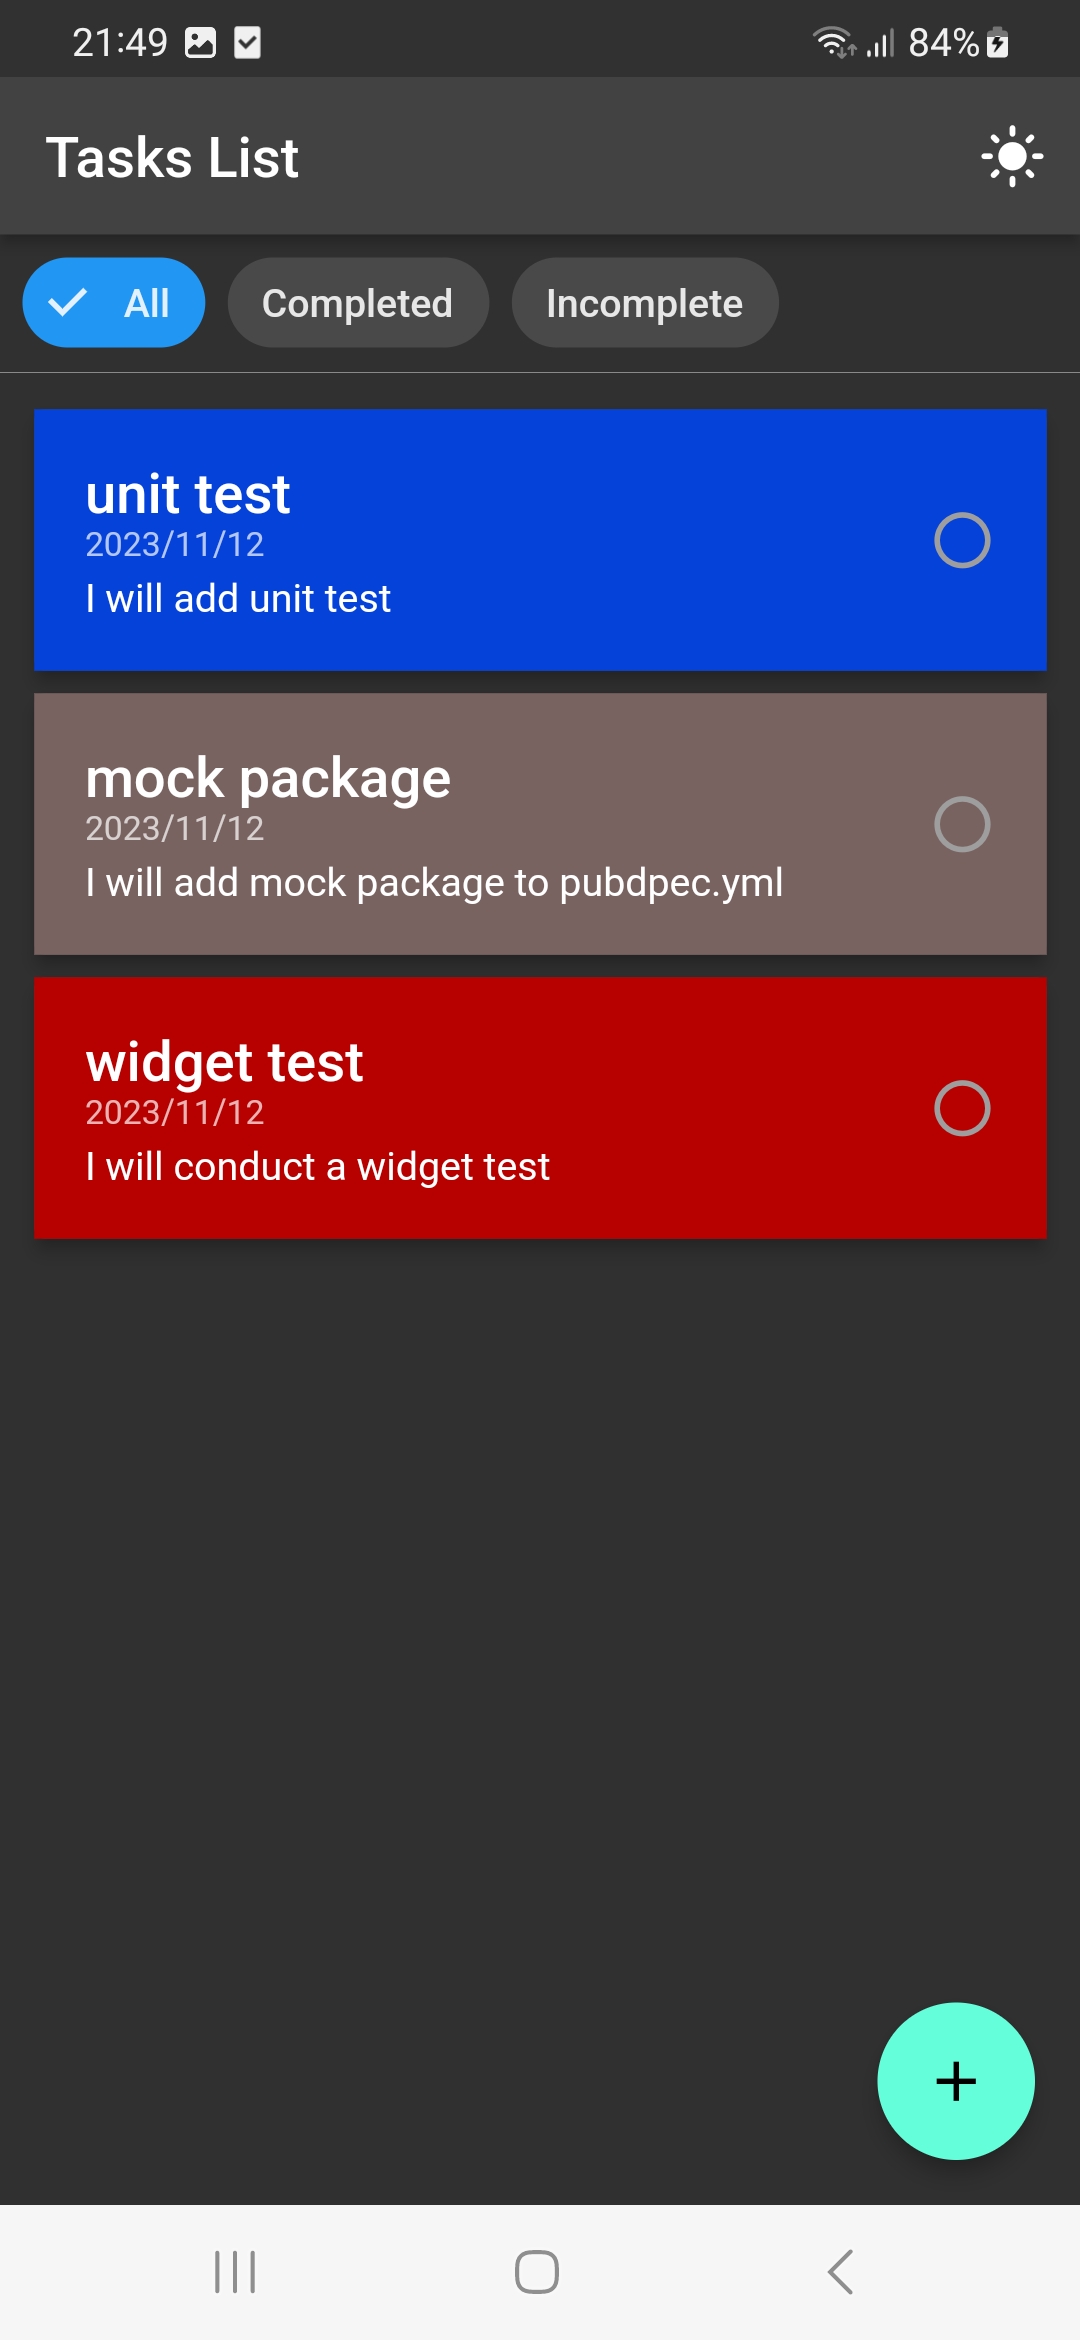 21:49 84%
Tasks List
All Completed Incomplete
unit test
2023/11/12
I will add unit test
mock package
2023/11/12
I will add mock package to pubdpec.yml
widget test
2023/11/12
I will conduct a widget test